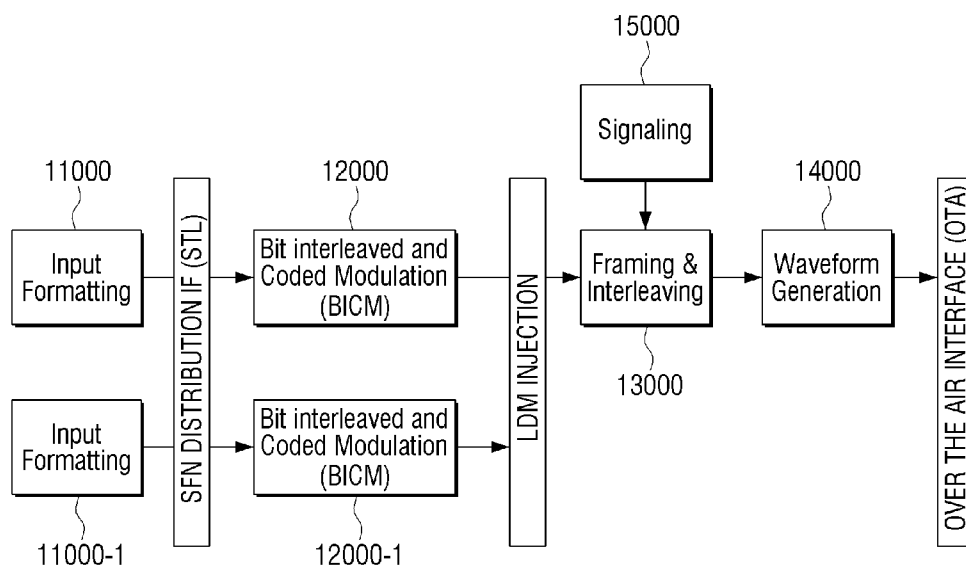 15000
Signaling
11000
12000
14000
Input
Formatting
SFN DISTRIBUTION IF (STL)
Bit interleaved and
Coded Modulation
(BICM)
LDM INJECTION
Framing &
Interleaving
Waveform
Generation
OVER THE AIR INTERFACE (OTA)
13000
Input
Formatting
Bit interleaved and
Coded Modulation
(BICM)
11000-1
12000-1